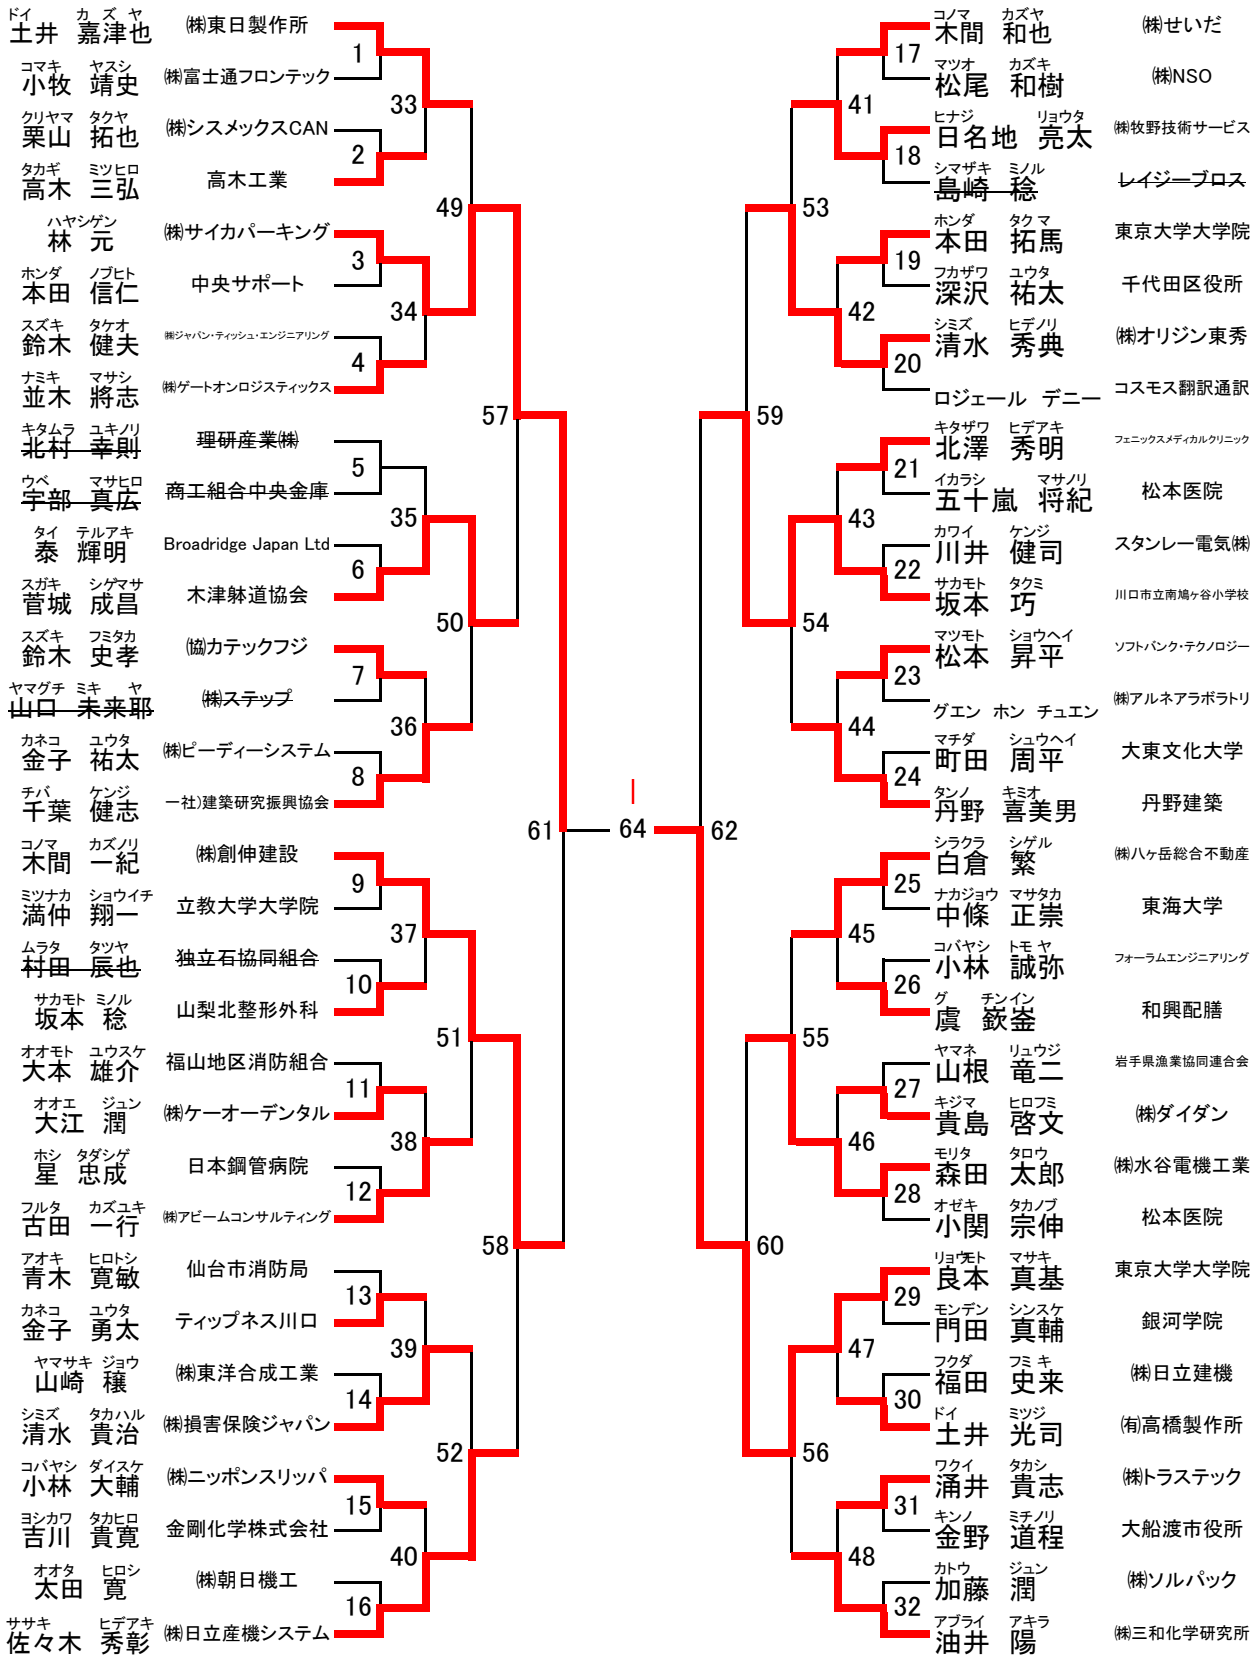 ドイ カズヤ
土井 嘉津也 ㈱東日製作所
1
コマキ ヤスシ
小牧 靖史 ㈱富士通フロンテック
33
クリヤマ タクヤ
栗山 拓也 ㈱シスメックスCAN
2
タカギ ミツヒロ
高木 三弘 高木工業
49
ハヤシゲン
林 元 ㈱サイカパーキング
3
ホンダ ノブヒト
本田 信仁 中央サポート
34
スズキ タケオ
鈴木 健夫 ㈱ジャパン・ティッシュ・エンジニアリング
4
ナミキ マサシ
並木 將志 ㈱ゲートオンロジスティックス
57
キタムラ ユキノリ
北村 幸則 理研産業㈱
5
ウベ マサヒロ
宇部 真広 商工組合中央金庫
35
タイ テルアキ
泰 輝明 Broadridge Japan Ltd
6
スガキ シゲマサ
菅城 成昌 木津躰道協会
50
スズキ フミタカ
鈴木 史孝 ㈿カテックフジ
7
ヤマグチ ミキヤ
山口 未来耶 ㈱ステップ
36
カネコ ユウタ
金子 祐太 ㈱ピーディーシステム
8
チバ ケンジ
千葉 健志 一社)建築研究振興協会
61
64
62
コノマ カズノリ
木間 一紀 ㈱創伸建設
9
ミツナカ ショウイチ
満仲 翔一 立教大学大学院
37
ムラタ タツヤ
村田 辰也 独立石協同組合
10
サカモト ミノル
坂本 稔 山梨北整形外科
51
オオモト ユウスケ
大本 雄介 福山地区消防組合
11
オオエ ジュン
大江 潤 ㈱ケーオーデンタル
38
ホシ タダシゲ
星 忠成 日本鋼管病院
12
フルタ カズユキ
古田 一行 ㈱アビームコンサルティング
58
アオキ ヒロトシ
青木 寛敏 仙台市消防局
13
カネコ ユウタ
金子 勇太 ティップネス川口
39
ヤマサキ ジョウ
山崎 穣 ㈱東洋合成工業
14
シミズ タカハル
清水 貴治 ㈱損害保険ジャパン
52
コバヤシ ダイスケ
小林 大輔 ㈱ニッポンスリッパ
15
ヨシカワ タカヒロ
吉川 貴寛 金剛化学株式会社
40
オオタ ヒロシ
太田 寛 ㈱朝日機工
16
ササキ ヒデアキ
佐々木 秀彰 ㈱日立産機システム
コノマ カズヤ
木間 和也 ㈱せいだ
17
マツオ カズキ
松尾 和樹 ㈱NSO
41
ヒナジ リョウタ
日名地 亮太 ㈱牧野技術サービス
18
シマザキ ミノル
島崎 稔 レイジーブロス
53
ホンダ タクマ
本田 拓馬 東京大学大学院
19
フカザワ ユウタ
深沢 祐太 千代田区役所
42
シミズ ヒデノリ
清水 秀典 ㈱オリジン東秀
20
ロジェール デニー コスモス翻訳通訳
59
キタザワ ヒデアキ
北澤 秀明 フェニックスメディカルクリニック
21
イカラシ マサノリ
五十嵐 将紀 松本医院
43
カワイ ケンジ
川井 健司 スタンレー電気㈱
22
サカモト タクミ
坂本 巧 川口市立南鳩ヶ谷小学校
54
マツモト ショウヘイ
松本 昇平 ソフトバンク・テクノロジー
23
グエン ホン チュエン ㈱アルネアラボラトリ
44
マチダ シュウヘイ
町田 周平 大東文化大学
24
タンノ キミオ
丹野 喜美男 丹野建築
シラクラ シゲル
白倉 繁 ㈱八ヶ岳総合不動産
25
ナカジョウ マサタカ
中條 正崇 東海大学
45
コバヤシ トモヤ
小林 誠弥 フォーラムエンジニアリング
26
グ チンイン
虞 嶔崟 和興配膳
55
ヤマネ リュウジ
山根 竜二 岩手県漁業協同連合会
27
キジマ ヒロフミ
貴島 啓文 ㈱ダイダン
46
モリタ タロウ
森田 太郎 ㈱水谷電機工業
28
オゼキ タカノブ
小関 宗伸 松本医院
60
リョウモト マサキ
良本 真基 東京大学大学院
29
モンデン シンスケ
門田 真輔 銀河学院
47
フクダ フミキ
福田 史来 ㈱日立建機
30
ドイ ミツジ
土井 光司 ㈲高橋製作所
56
ワクイ タカシ
涌井 貴志 ㈱トラステック
31
キンノ ミチノリ
金野 道程 大船渡市役所
48
カトウ ジュン
加藤 潤 ㈱ソルパック
32
アブライ アキラ
油井 陽 ㈱三和化学研究所